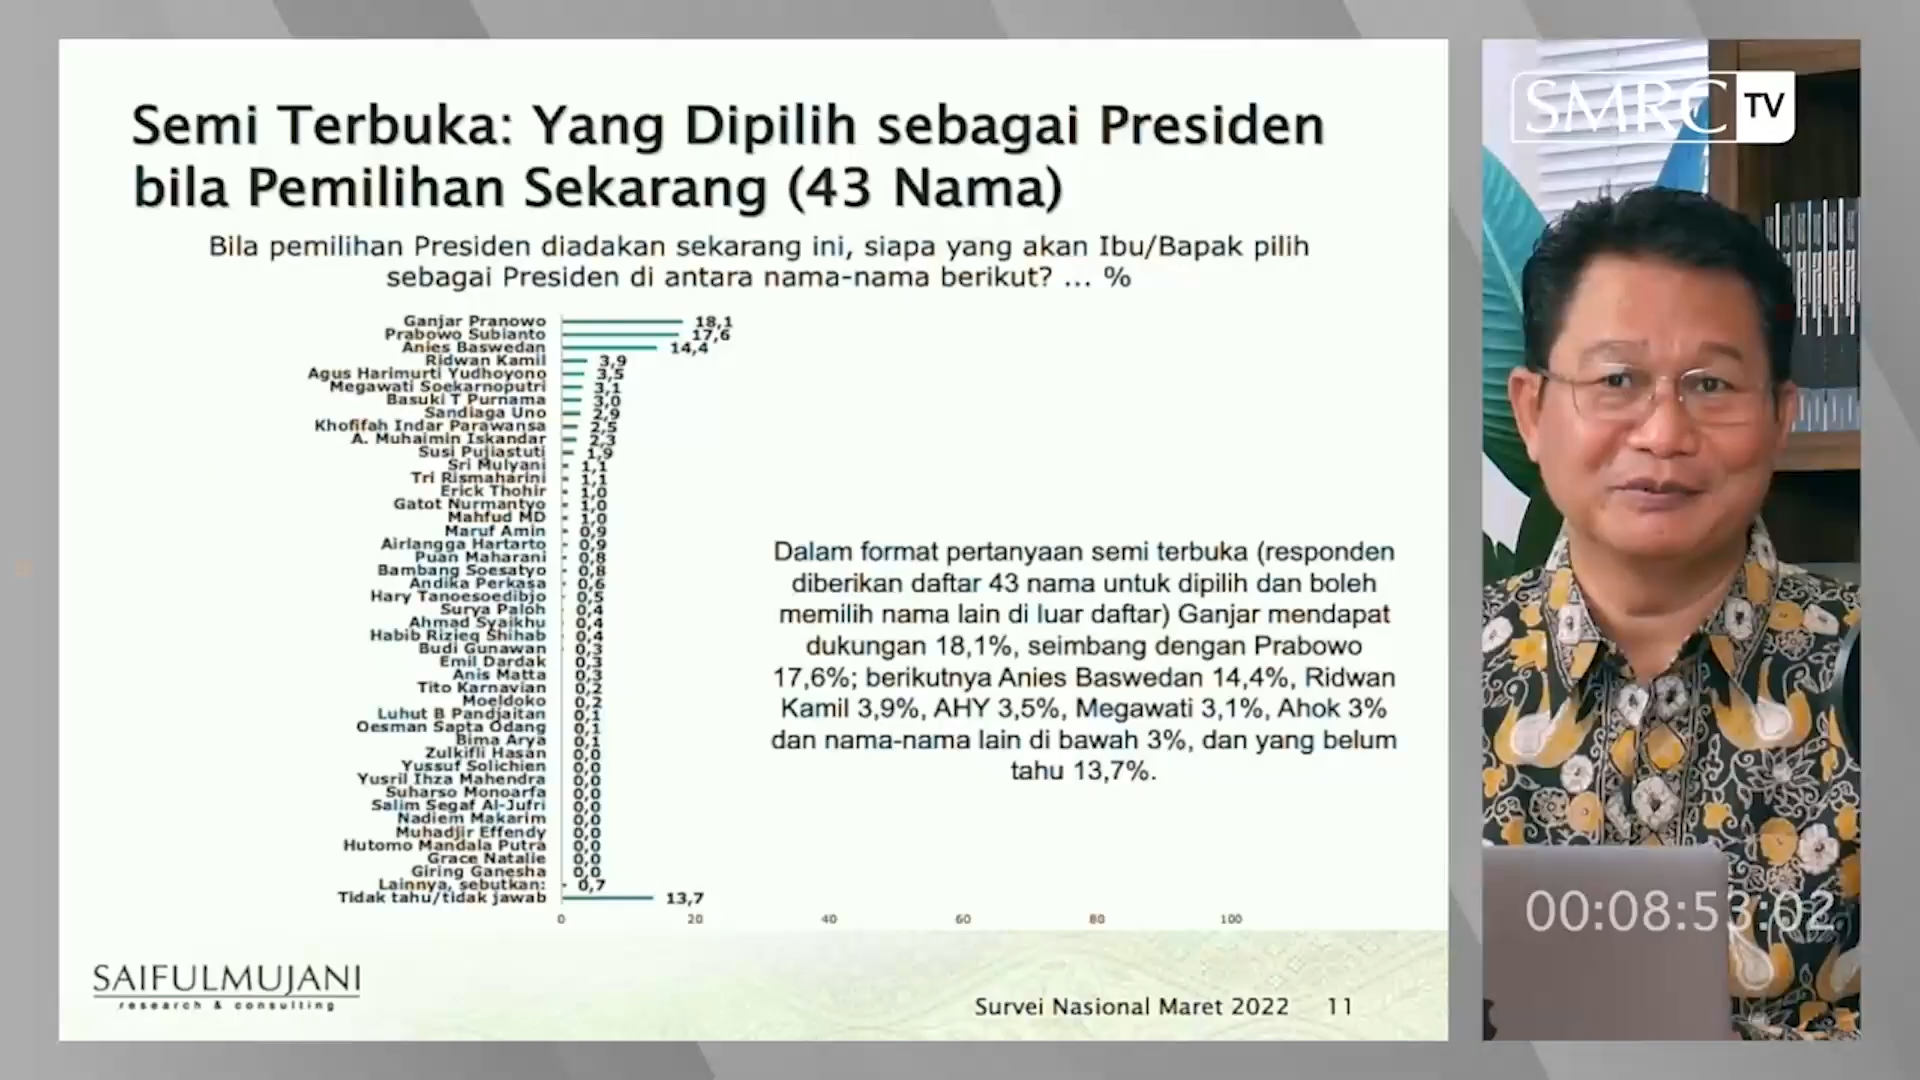 Semi Terbuka: Yang Dipilih sebagai Presiden
bila Pemilihan Sekarang (43 Nama)
Bila pemilihan Presiden diadakan sekarang ini, siapa yang akan Ibu/Bapak pilih
sebagai Presiden di antara nama-nama berikut? ... %
Ganjar Pranowo 18,1
Prabowo Subianto 17,6
Anies Baswedan 14,4
Ridwan Kamil 3,9
Agus Harimurti Yudhoyono 3,5
Megawati Soekarnoputri 3,1
Basuki T Purnama 3,0
Sandiaga Uno 2,9
Khofifah Indar Parawansa 2,5
A. Muhaimin Iskandar 2,3
Susi Pujiastuti 1,9
Sri Mulyani 1,1
Tri Rismaharini 1,1
Erick Thohir 1,0
Gatot Nurmantyo 1,0
Mahfud MD 1,0
Maruf Amin 0,9
Airlangga Hartarto 0,9
Puan Maharani 0,8
Bambang Soesatyo 0,8
Andika Perkasa 0,6
Hary Tanoesoedibjo 0,5
Surya Paloh 0,4
Ahmad Syaikhu 0,4
Habib Rizieq Shihab 0,4
Budi Gunawan 0,3
Emil Dardak 0,3
Anis Matta 0,3
Tito Karnavian 0,2
Moeldoko 0,2
Luhut B Pandjaitan 0,1
Oesman Sapta Odang 0,1
Bima Arya 0,1
Zulkifli Hasan 0,0
Yussuf Solichien 0,0
Yusril Ihza Mahendra 0,0
Suharso Monoarfa 0,0
Salim Segaf Al-Jufri 0,0
Nadiem Makarim 0,0
Muhadjir Effendy 0,0
Hutomo Mandala Putra 0,0
Grace Natalie 0,0
Giring Ganesha 0,0
Lainnya, sebutkan: 0,7
Tidak tahu/tidak jawab 13,7
0 20 40 60 80 100
Dalam format pertanyaan semi terbuka (responden
diberikan daftar 43 nama untuk dipilih dan boleh
memilih nama lain di luar daftar) Ganjar mendapat
dukungan 18,1%, seimbang dengan Prabowo
17,6%; berikutnya Anies Baswedan 14,4%, Ridwan
Kamil 3,9%, AHY 3,5%, Megawati 3,1%, Ahok 3%
dan nama-nama lain di bawah 3%, dan yang belum
tahu 13,7%.
SAIFULMUJANI
research & consulting
Survei Nasional Maret 2022 11
SMRC TV
00:08:53:02